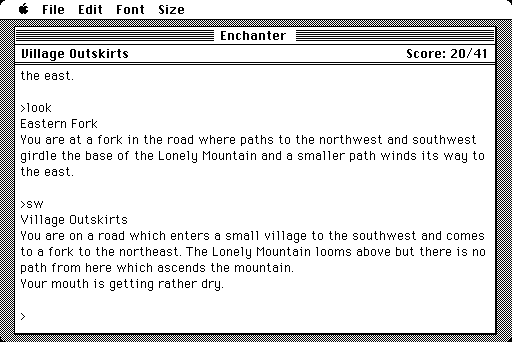 File Edit Font Size
Enchanter
Village Outskirts Score: 20/41
the east.
>look
Eastern Fork
You are at a fork in the road where paths to the northwest and southwest
girdle the base of the Lonely Mountain and a smaller path winds its way to
the east.
>sw
Village Outskirts
You are on a road which enters a small village to the southwest and comes
to a fork to the northeast. The Lonely Mountain looms above but there is no
path from here which ascends the mountain.
Your mouth is getting rather dry.
>